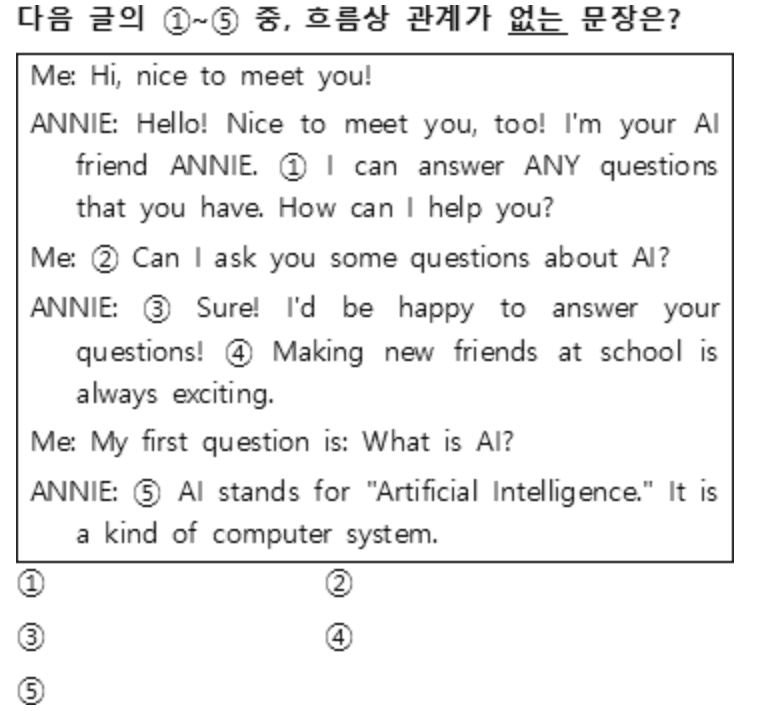 다음 글의 ①~⑤ 중, 흐름상 관계가 없는 문장은?
Me: Hi, nice to meet you!
ANNIE: Hello! Nice to meet you, too! I'm your AI
friend ANNIE. ① I can answer ANY questions
that you have. How can I help you?
Me: ② Can I ask you some questions about AI?
ANNIE: ③ Sure! I'd be happy to answer your
questions! ④ Making new friends at school is
always exciting.
Me: My first question is: What is AI?
ANNIE: ⑤ AI stands for "Artificial Intelligence." It is
a kind of computer system.
① ②
③ ④
⑤